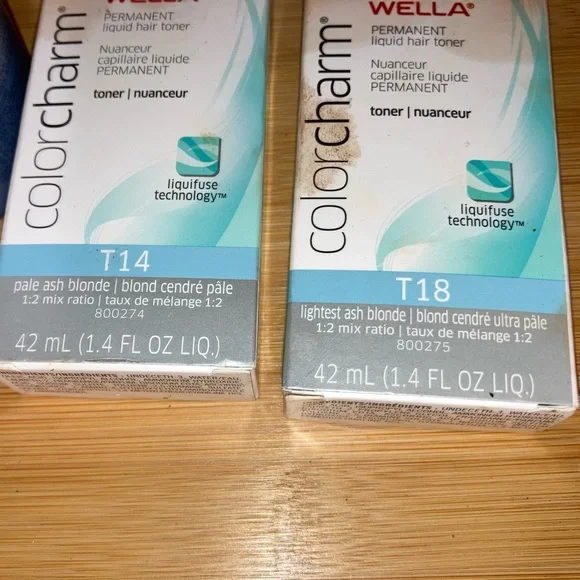 WELLA
PERMANENT
liquid hair toner
Nuanceur
capillaire liquide
PERMANENT
toner | nuanceur
colorcharm®
liquifuse
technology™
T14
pale ash blonde | blond cendré pâle
1:2 mix ratio | taux de mélange 1:2
800274
42 mL (1.4 FL OZ LIQ.)
WELLA®
PERMANENT
liquid hair toner
Nuanceur
capillaire liquide
PERMANENT
toner | nuanceur
colorcharm®
liquifuse
technology™
T18
lightest ash blonde | blond cendré ultra pâle
1:2 mix ratio | taux de mélange 1:2
800275
42 mL (1.4 FL OZ LIQ.)